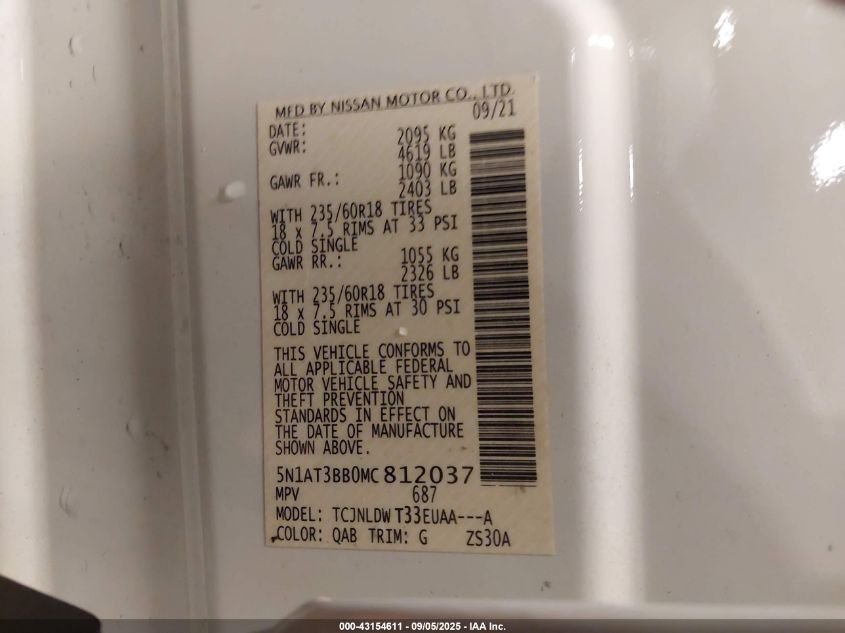 MFD BY NISSAN MOTOR CO., LTD.
DATE: 09/21
GVWR: 2095 KG
4619 LB
GAWR FR.: 1090 KG
2403 LB
WITH 235/60R18 TIRES
18 x 7.5 RIMS AT 33 PSI
COLD SINGLE
GAWR RR.: 1055 KG
2326 LB
WITH 235/60R18 TIRES
18 x 7.5 RIMS AT 30 PSI
COLD SINGLE
THIS VEHICLE CONFORMS TO
ALL APPLICABLE FEDERAL
MOTOR VEHICLE SAFETY AND
THEFT PREVENTION
STANDARDS IN EFFECT ON
THE DATE OF MANUFACTURE
SHOWN ABOVE.
5N1AT3BB0MC812037
MPV 687
MODEL: TCJNLDWT33EUAA---A
COLOR: QAB TRIM: G ZS30A
000-43154611 - 09/05/2025 - IAA Inc.